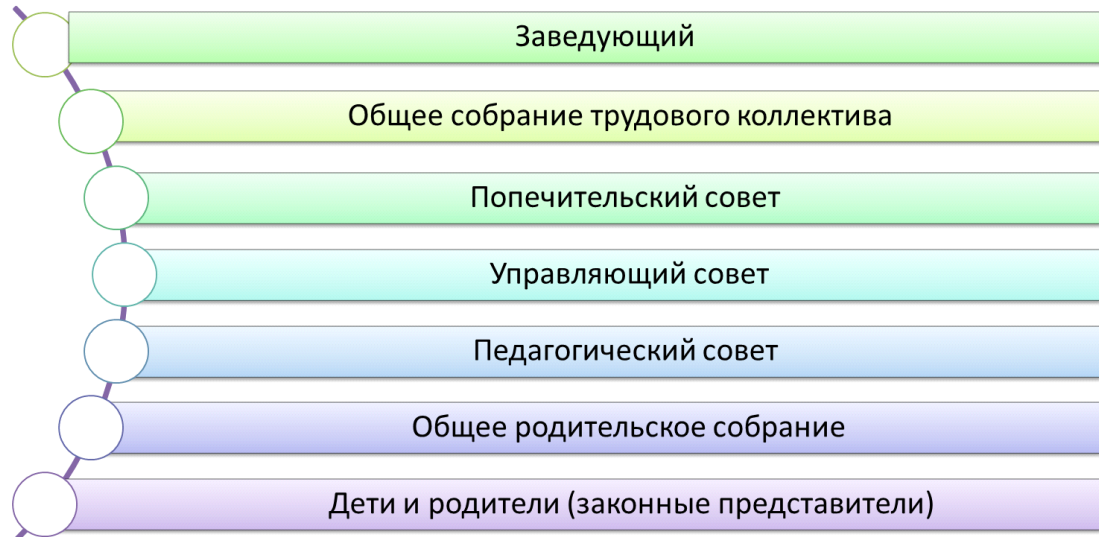 Заведующий
Общее собрание трудового коллектива
Попечительский совет
Управляющий совет
Педагогический совет
Общее родительское собрание
Дети и родители (законные представители)